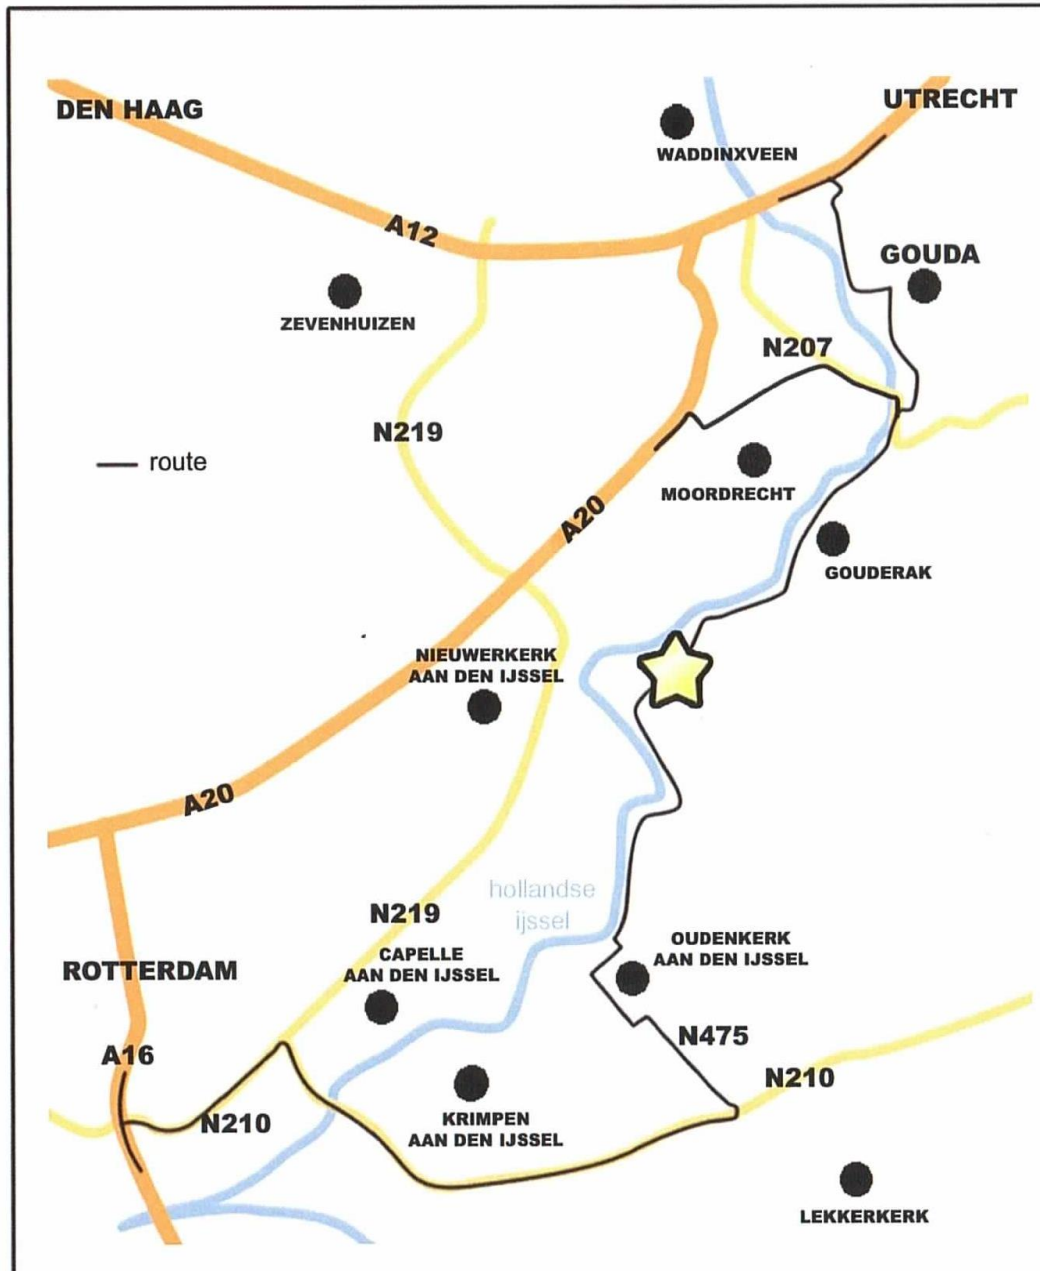 DEN HAAG
UTRECHT
WADDINXVEEN
A12
GOUDA
ZEVENHUIZEN
N207
N219
route
MOORDRECHT
A20
GOUDERAK
NIEUWERKERK
AAN DEN IJSSEL
A20
hollandse
ijssel
N219
OUDENKERK
AAN DEN IJSSEL
CAPELLE
AAN DEN IJSSEL
ROTTERDAM
N475
A16
N210
N210
KRIMPEN
AAN DEN IJSSEL
LEKKERKERK